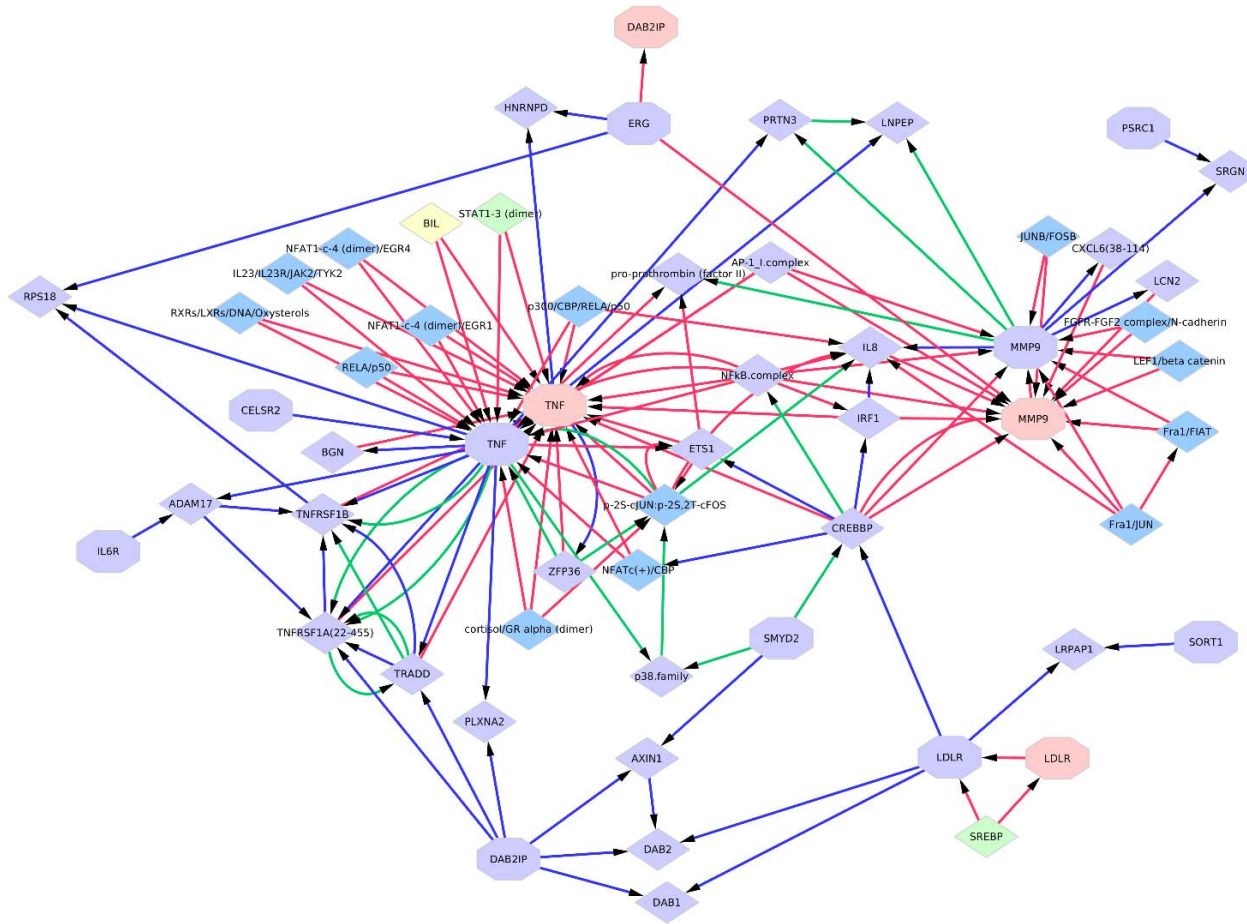 DAB2IP
HNRNPD
ERG
PRTN3
LNPEP
PSRC1
SRGN
STAT1-3 (dimer)
BIL
NFAT1-c-4 (dimer)/EGR4
JUNB/FOSB
CXCL6(38-114)
IL23/IL23R/JAK2/TYK2
pro-prothrombin (factor II)
AP-1_I.complex
LCN2
RPS18
RXRs/LXRs/DNA/Oxysterols
p300/CBP/RELA/p50
NFAT1-c-4 (dimer)/EGR1
FGFR-FGF2 complex/N-cadherin
IL8
MMP9
RELA/p50
LEF1/beta catenin
NFkB.complex
TNF
CELSR2
IRF1
MMP9
Fra1/FIAT
TNF
BGN
ETS1
ADAM17
TNFRSF1B
p-2S-cJUN:p-2S,2T-cFOS
Fra1/JUN
CREBBP
IL6R
ZFP36
NFATc(+)/CBP
TNFRSF1A(22-455)
cortisol/GR alpha (dimer)
SMYD2
SORT1
LRPAP1
TRADD
p38.family
PLXNA2
AXIN1
LDLR
LDLR
SREBP
DAB2IP
DAB2
DAB1